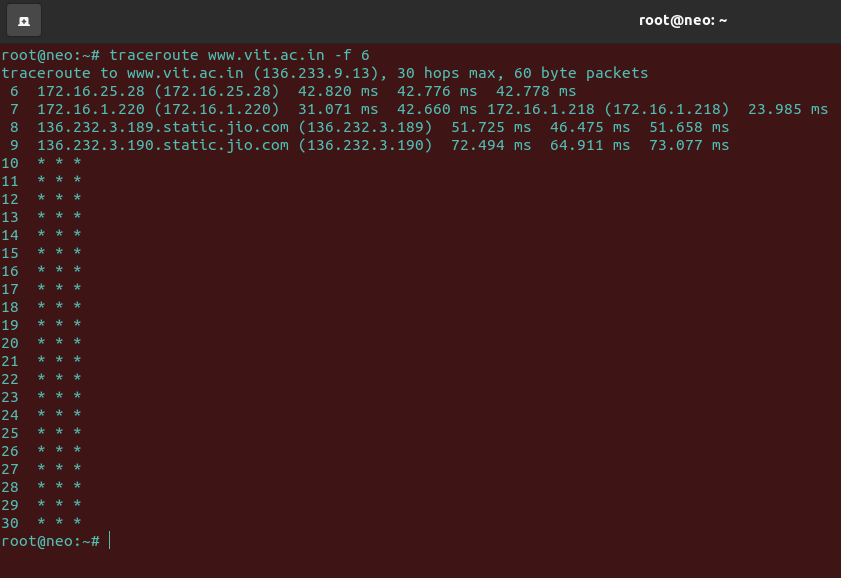 root@neo: ~
root@neo:~# traceroute www.vit.ac.in -f 6
traceroute to www.vit.ac.in (136.233.9.13), 30 hops max, 60 byte packets
 6  172.16.25.28 (172.16.25.28)  42.820 ms  42.776 ms  42.778 ms
 7  172.16.1.220 (172.16.1.220)  31.071 ms  42.660 ms 172.16.1.218 (172.16.1.218)  23.985 ms
 8  136.232.3.189.static.jio.com (136.232.3.189)  51.725 ms  46.475 ms  51.658 ms
 9  136.232.3.190.static.jio.com (136.232.3.190)  72.494 ms  64.911 ms  73.077 ms
10  * * *
11  * * *
12  * * *
13  * * *
14  * * *
15  * * *
16  * * *
17  * * *
18  * * *
19  * * *
20  * * *
21  * * *
22  * * *
23  * * *
24  * * *
25  * * *
26  * * *
27  * * *
28  * * *
29  * * *
30  * * *
root@neo:~#